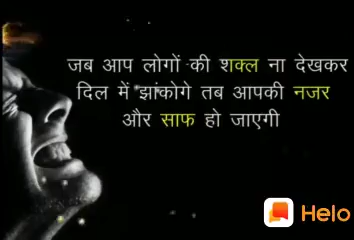 जब आप लोगों की शक्ल ना देखकर
दिल में झांकोगे तब आपकी नजर
और साफ हो जाएगी
Helo